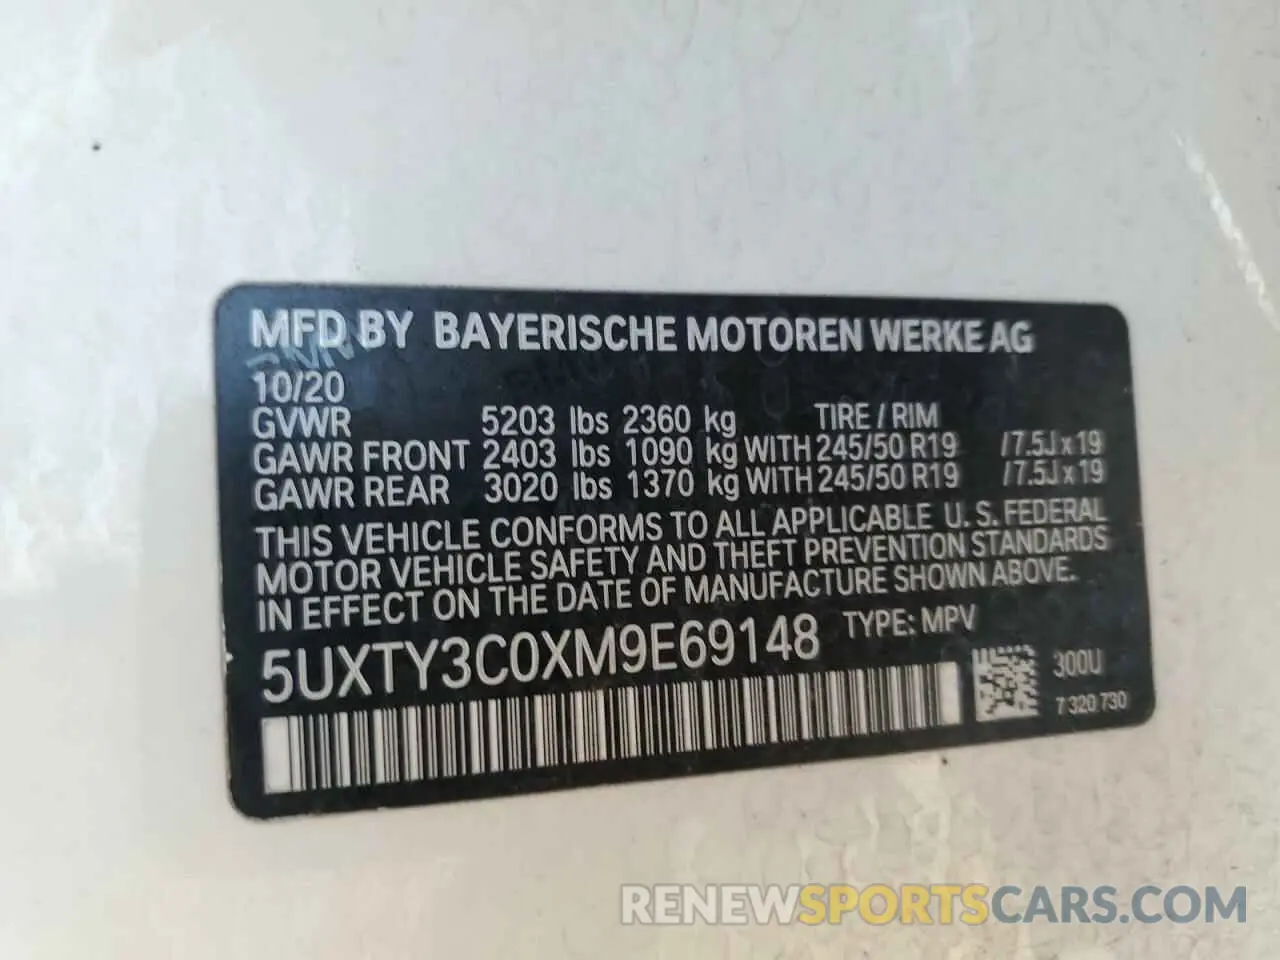 MFD BY BAYERISCHE MOTOREN WERKE AG
10/20
GVWR 5203 lbs 2360 kg TIRE / RIM
GAWR FRONT 2403 lbs 1090 kg WITH 245/50 R19 /7.5J x 19
GAWR REAR 3020 lbs 1370 kg WITH 245/50 R19 /7.5J x 19
THIS VEHICLE CONFORMS TO ALL APPLICABLE U. S. FEDERAL
MOTOR VEHICLE SAFETY AND THEFT PREVENTION STANDARDS
IN EFFECT ON THE DATE OF MANUFACTURE SHOWN ABOVE.
5UXTY3C0XM9E69148 TYPE: MPV
300U
7 320 730
RENEWSPORTSCARS.COM